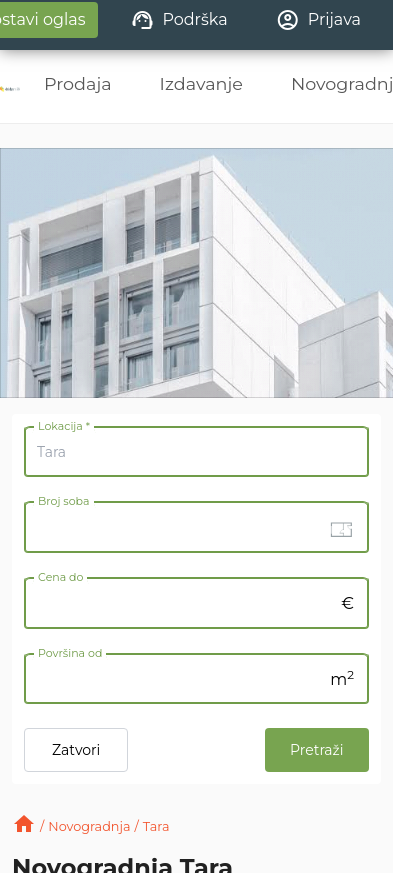 ostavi oglas Podrška Prijava
Prodaja Izdavanje Novogradnj
Lokacija *
Tara
Broj soba
Cena do
€
Površina od
m²
Zatvori Pretraži
/ Novogradnja / Tara
Novogradnja Tara